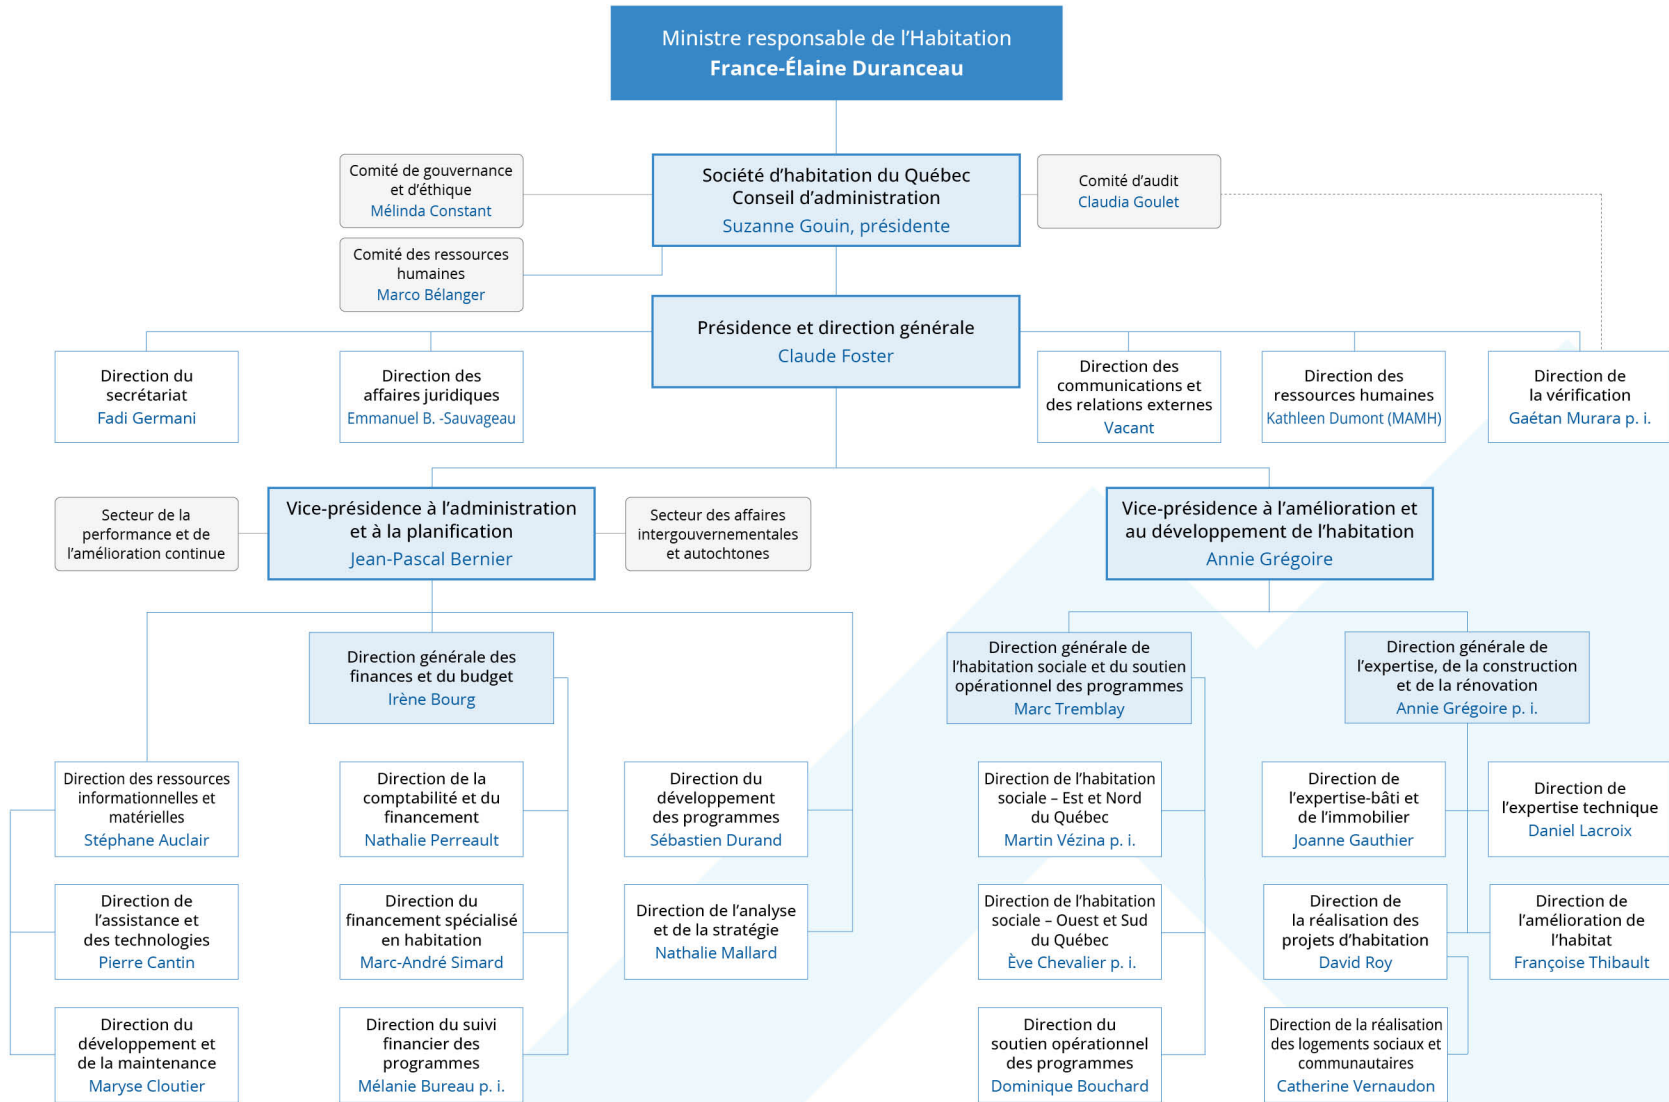 Ministre responsable de l'Habitation
France-Élaine Duranceau
Comité de gouvernance
et d'éthique
Mélinda Constant
Société d'habitation du Québec
Conseil d'administration
Suzanne Gouin, présidente
Comité d'audit
Claudia Goulet
Comité des ressources
humaines
Marco Bélanger
Présidence et direction générale
Claude Foster
Direction du
secrétariat
Fadi Germani
Direction des
affaires juridiques
Emmanuel B. -Sauvageau
Direction des
communications et
des relations externes
Vacant
Direction des
ressources humaines
Kathleen Dumont (MAMH)
Direction de
la vérification
Gaétan Murara p. i.
Secteur de la
performance et de
l'amélioration continue
Vice-présidence à l'administration
et à la planification
Jean-Pascal Bernier
Secteur des affaires
intergouvernementales
et autochtones
Vice-présidence à l'amélioration et
au développement de l'habitation
Annie Grégoire
Direction générale des
finances et du budget
Irène Bourg
Direction générale de
l'habitation sociale et du soutien
opérationnel des programmes
Marc Tremblay
Direction générale de
l'expertise, de la construction
et de la rénovation
Annie Grégoire p. i.
Direction des ressources
informationnelles et
matérielles
Stéphane Auclair
Direction de la
comptabilité et du
financement
Nathalie Perreault
Direction du
développement
des programmes
Sébastien Durand
Direction de l'habitation
sociale – Est et Nord
du Québec
Martin Vézina p. i.
Direction de
l'expertise-bâti et
de l'immobilier
Joanne Gauthier
Direction de
l'expertise technique
Daniel Lacroix
Direction de
l'assistance et
des technologies
Pierre Cantin
Direction du
financement spécialisé
en habitation
Marc-André Simard
Direction de l'analyse
et de la stratégie
Nathalie Mallard
Direction de l'habitation
sociale – Ouest et Sud
du Québec
Ève Chevalier p. i.
Direction de
la réalisation des
projets d'habitation
David Roy
Direction de
l'amélioration de
l'habitat
Françoise Thibault
Direction du
développement et
de la maintenance
Maryse Cloutier
Direction du suivi
financier des
programmes
Mélanie Bureau p. i.
Direction du
soutien opérationnel
des programmes
Dominique Bouchard
Direction de la réalisation
des logements sociaux et
communautaires
Catherine Vernaudon